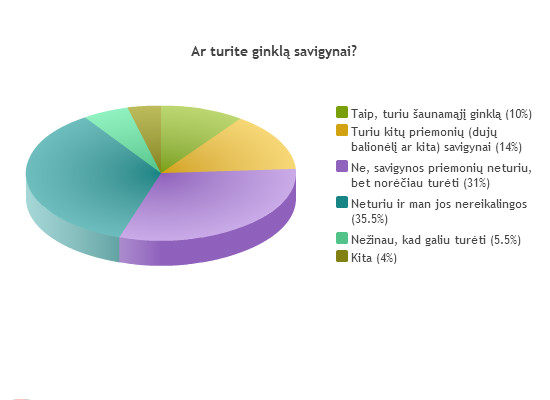 Ar turite ginklą savigynai?
Taip, turiu šaunamąjį ginklą (10%)
Turiu kitų priemonių (dujų
balionėlį ar kita) savigynai (14%)
Ne, savigynos priemonių neturiu,
bet norėčiau turėti (31%)
Neturiu ir man jos nereikalingos
(35.5%)
Nežinau, kad galiu turėti (5.5%)
Kita (4%)